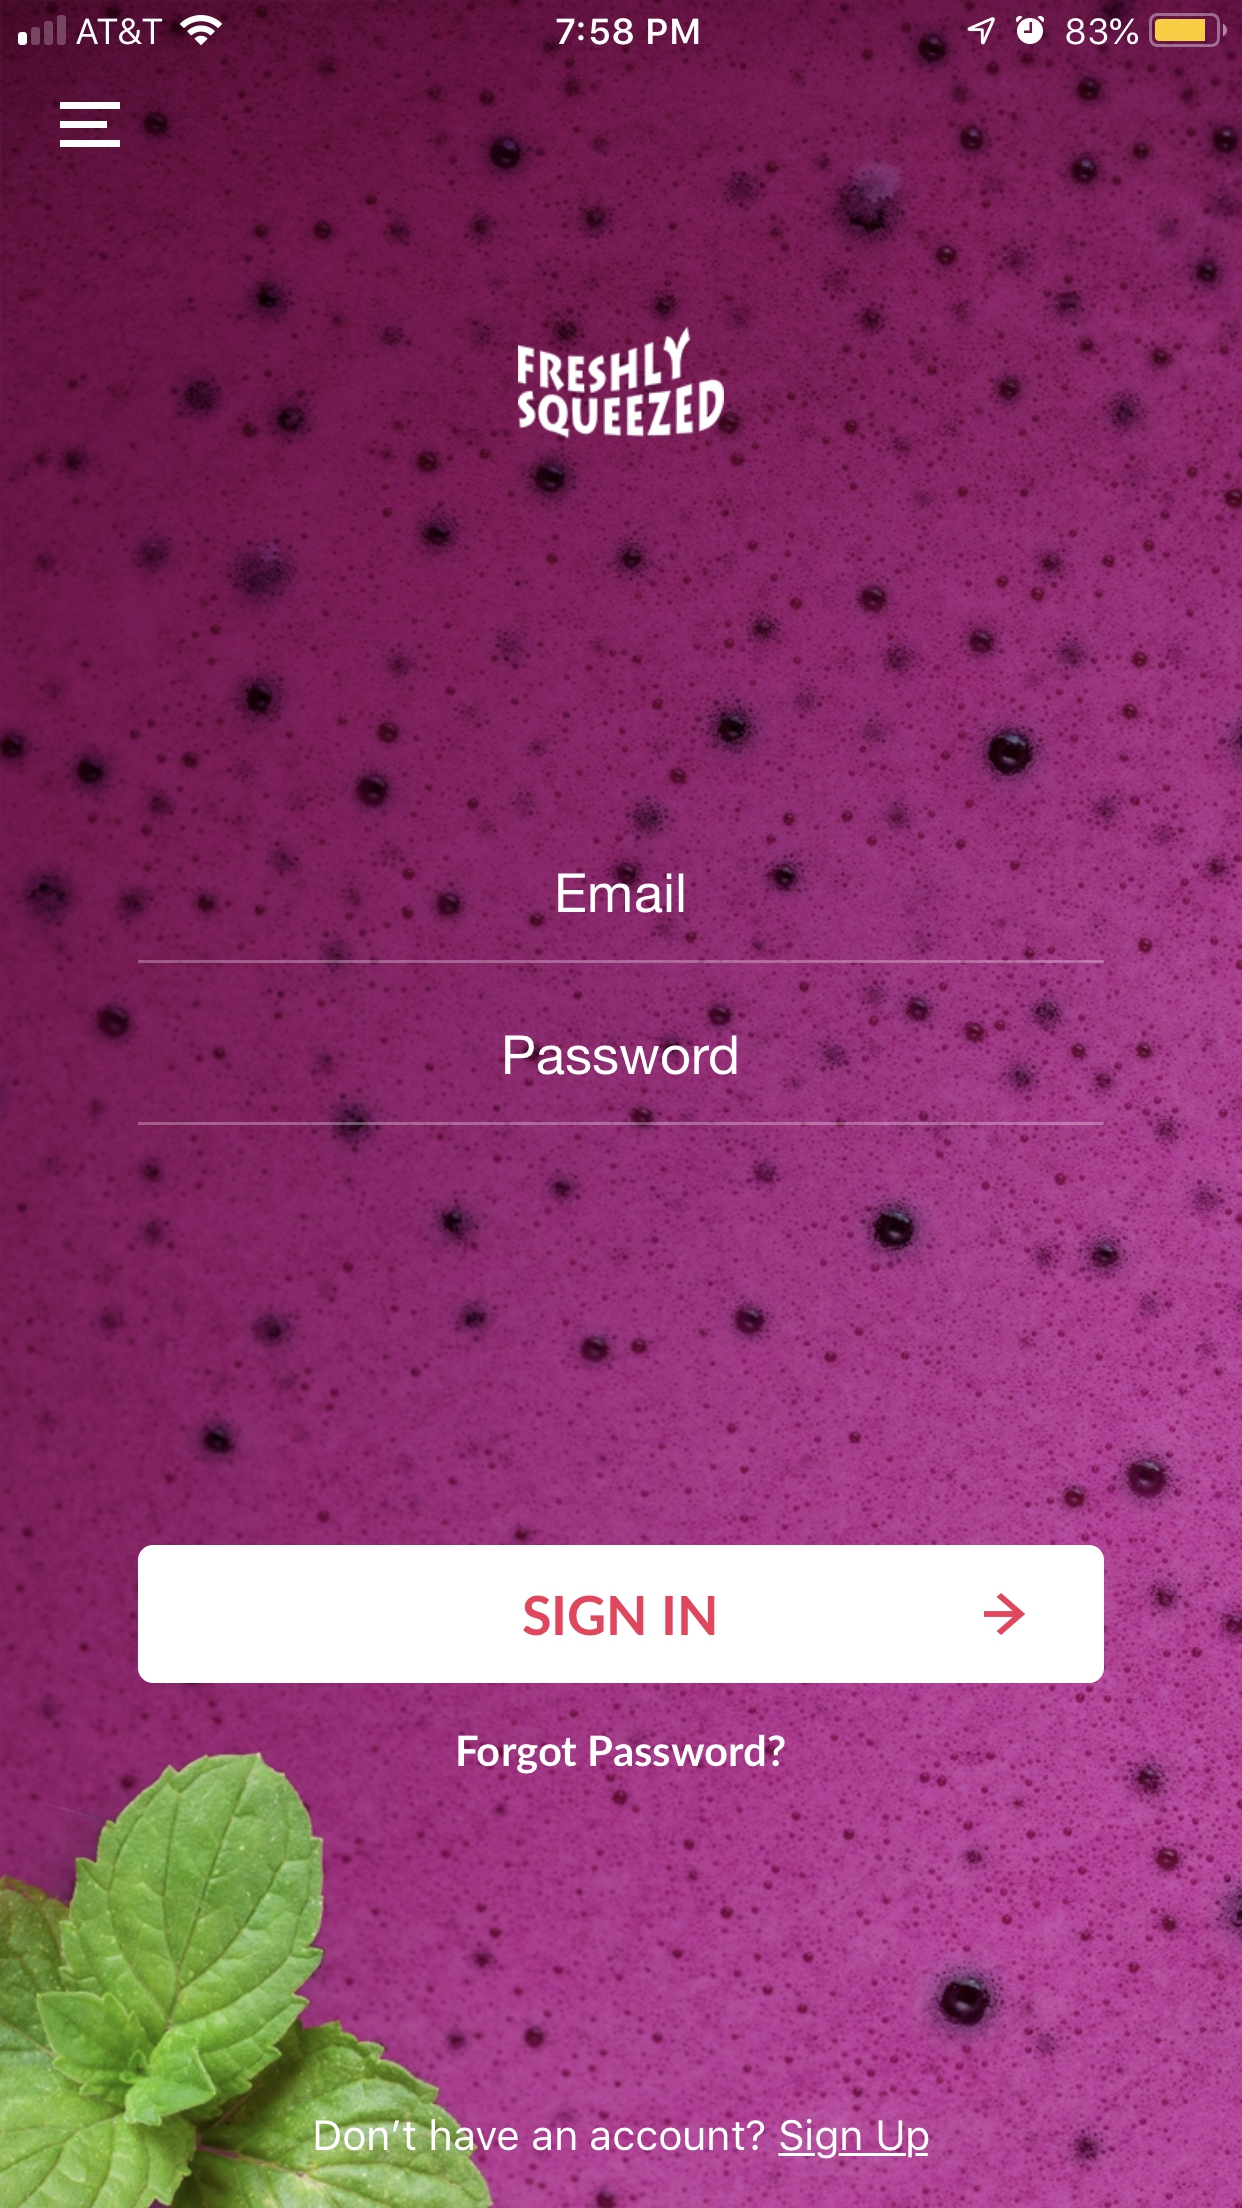 AT&T 7:58 PM 83%
FRESHLY
SQUEEZED
Email
Password
SIGN IN
Forgot Password?
Don't have an account? Sign Up